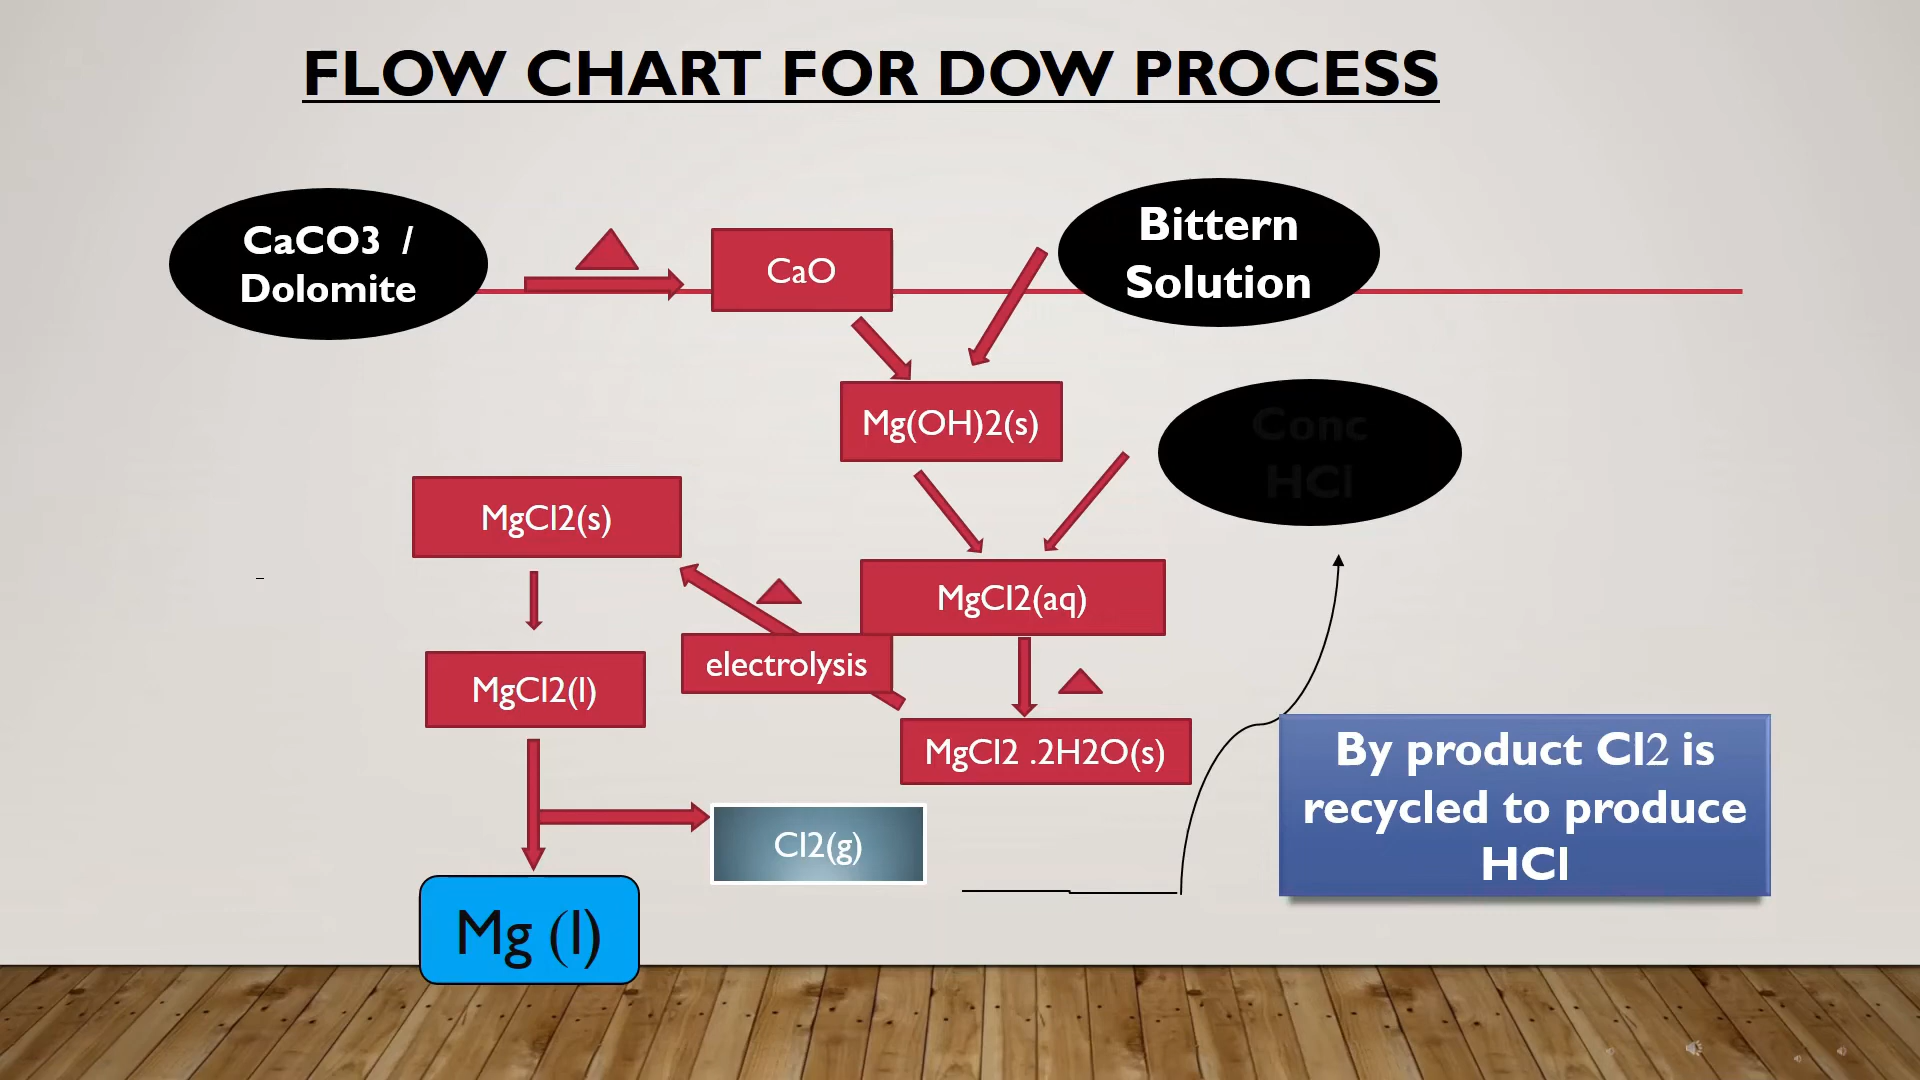 FLOW CHART FOR DOW PROCESS
CaCO3 /
Dolomite
CaO
Bittern
Solution
Mg(OH)2(s)
Conc
HCl
MgCl2(s)
MgCl2(aq)
electrolysis
MgCl2(l)
MgCl2 .2H2O(s)
By product Cl2 is
recycled to produce
HCl
Cl2(g)
Mg (l)